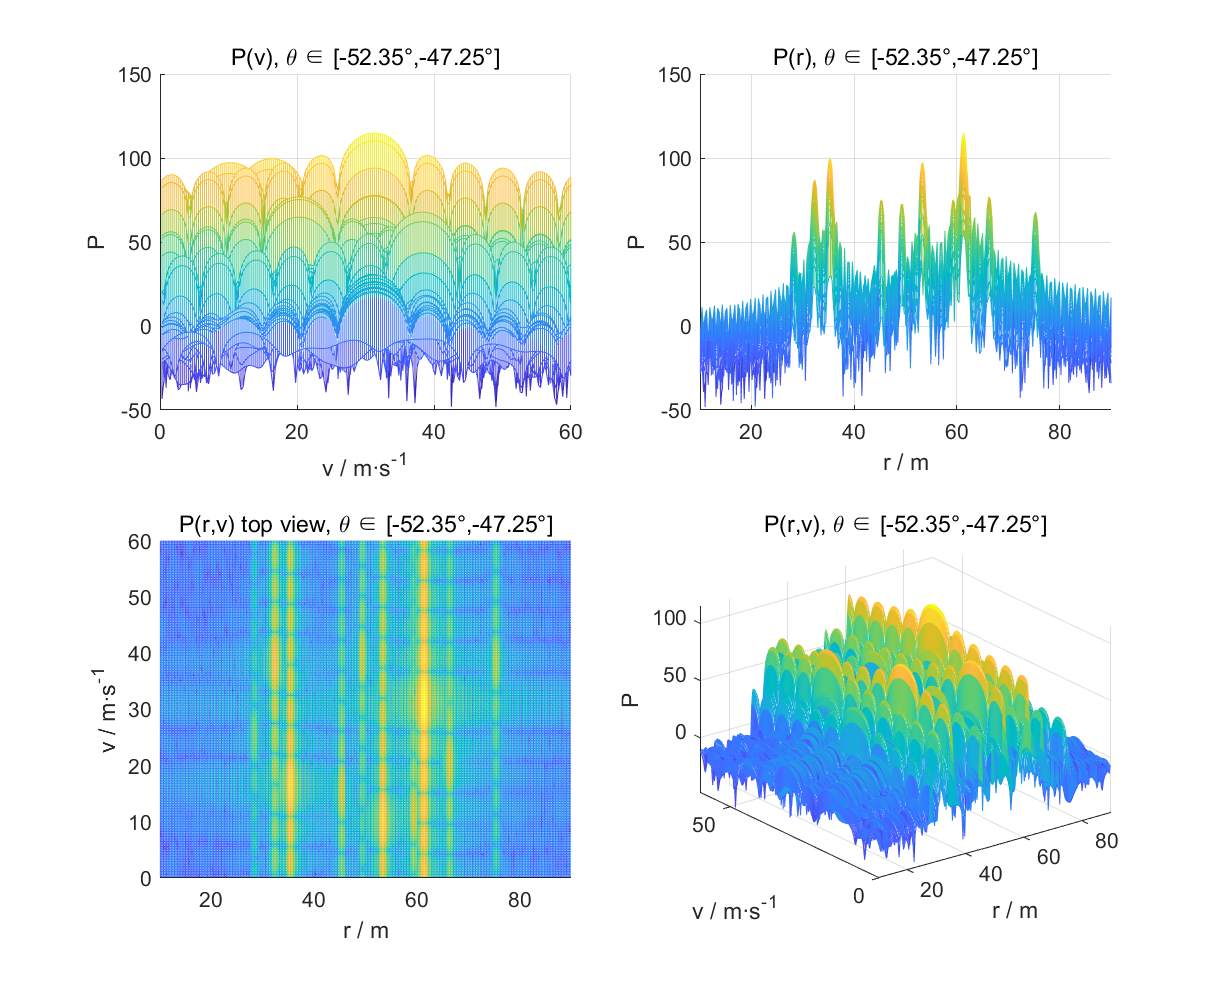 P(v), θ ∈ [-52.35°,-47.25°]
150
100
50
0
-50
P
0 20 40 60
v / m·s⁻¹
P(r), θ ∈ [-52.35°,-47.25°]
150
100
50
0
-50
P
20 40 60 80
r / m
P(r,v) top view, θ ∈ [-52.35°,-47.25°]
60
50
40
30
20
10
0
v / m·s⁻¹
20 40 60 80
r / m
P(r,v), θ ∈ [-52.35°,-47.25°]
100
50
0
P
50
0
v / m·s⁻¹
20 40 60 80
r / m